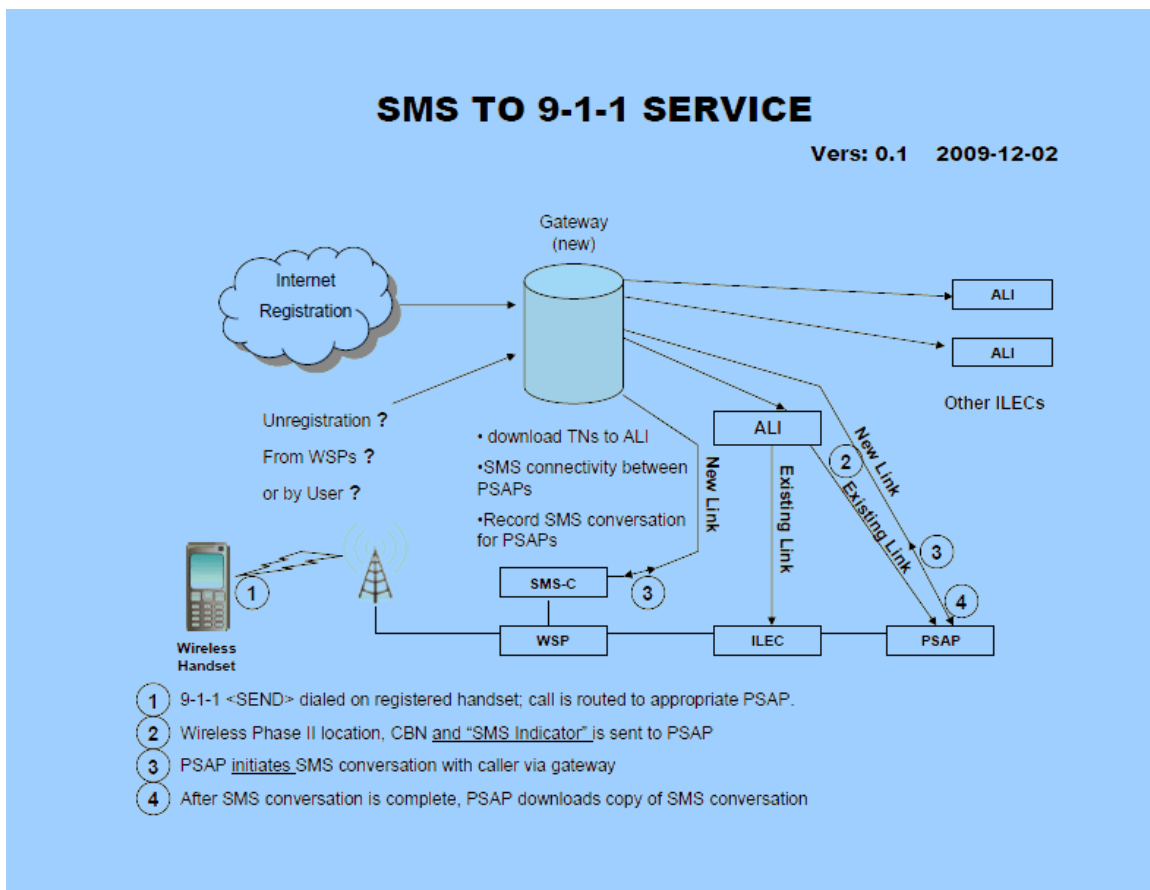 SMS TO 9-1-1 SERVICE
Vers: 0.1 2009-12-02
Gateway
(new)
Internet
Registration
ALI
ALI
Other ILECs
Unregistration ?
From WSPs ?
or by User ?
• download TNs to ALI
•SMS connectivity between
PSAPs
•Record SMS conversation
for PSAPs
New Link
ALI
Existing Link
2
New Link
Existing Link
3
4
1
SMS-C
3
WSP
ILEC
PSAP
Wireless
Handset
1 9-1-1 <SEND> dialed on registered handset; call is routed to appropriate PSAP.
2 Wireless Phase II location, CBN and “SMS Indicator” is sent to PSAP
3 PSAP initiates SMS conversation with caller via gateway
4 After SMS conversation is complete, PSAP downloads copy of SMS conversation